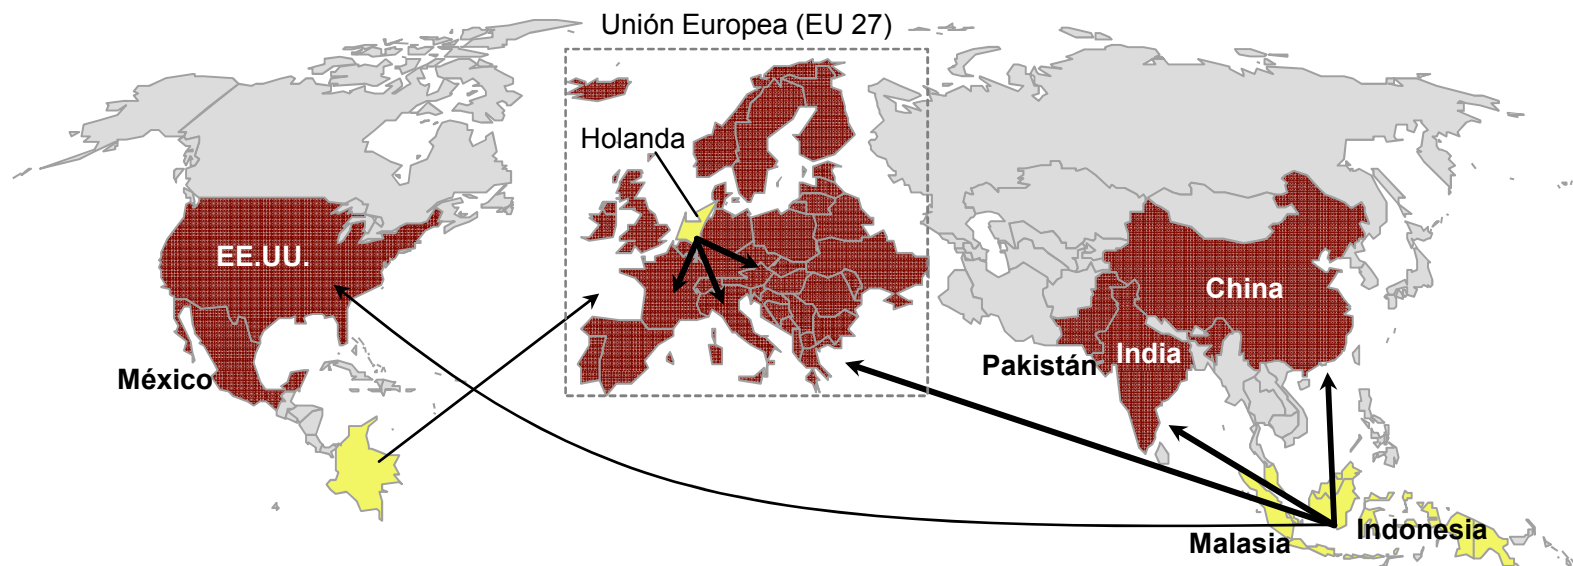 Unión Europea (EU 27)
Holanda
EE.UU.
China
México
Pakistán
India
Malasia
Indonesia